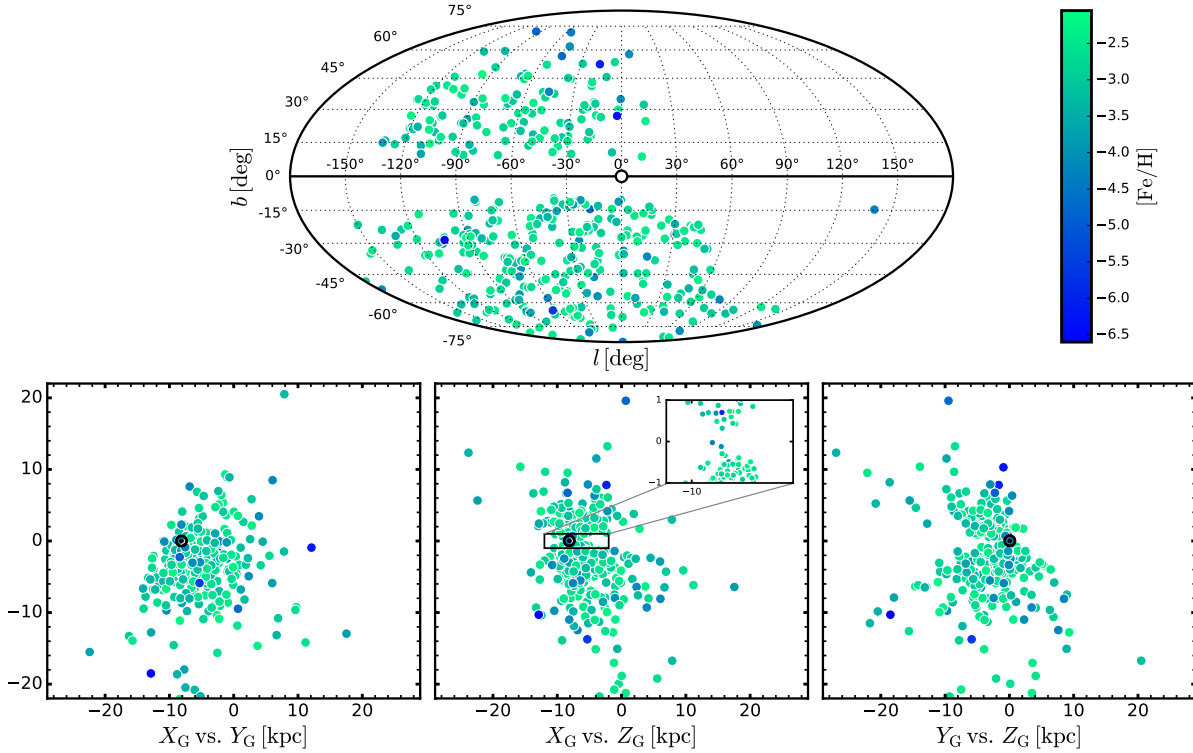 75°
60°
45°
30°
15°
-150° -120° -90° -60° -30° 0° 30° 60° 90° 120° 150°
0°
-15°
-30°
-45°
-60°
-75°
b [deg]
l [deg]
−2.5
−3.0
−3.5
−4.0
−4.5
−5.0
−5.5
−6.0
−6.5
[Fe/H]
20
10
0
−10
−20
1
0
−1
−10
−20 −10 0 10 20
−20 −10 0 10 20
−20 −10 0 10 20
X_G vs. Y_G [kpc]
X_G vs. Z_G [kpc]
Y_G vs. Z_G [kpc]